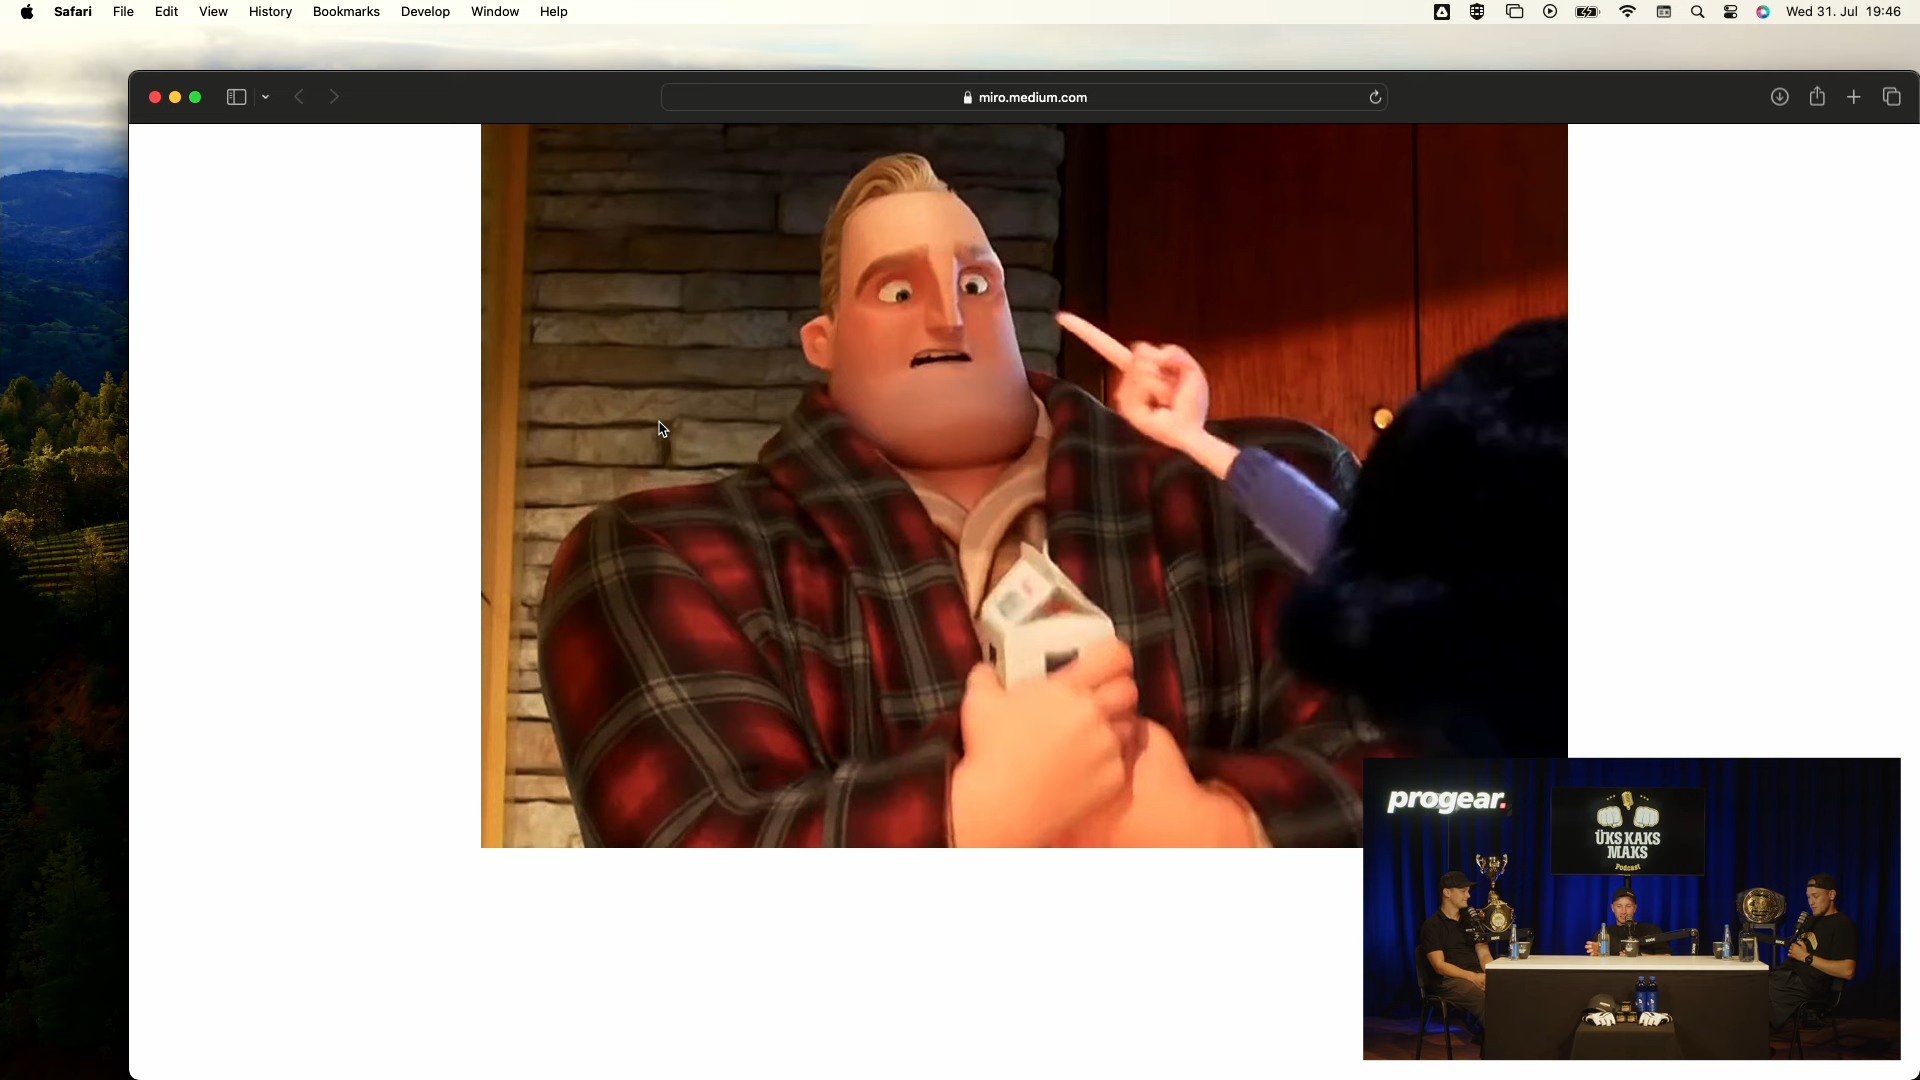 Safari File Edit View History Bookmarks Develop Window Help
Wed 31. Jul 19:46
miro.medium.com
progear.
ÜKS KAKS
MAKS
Podcast